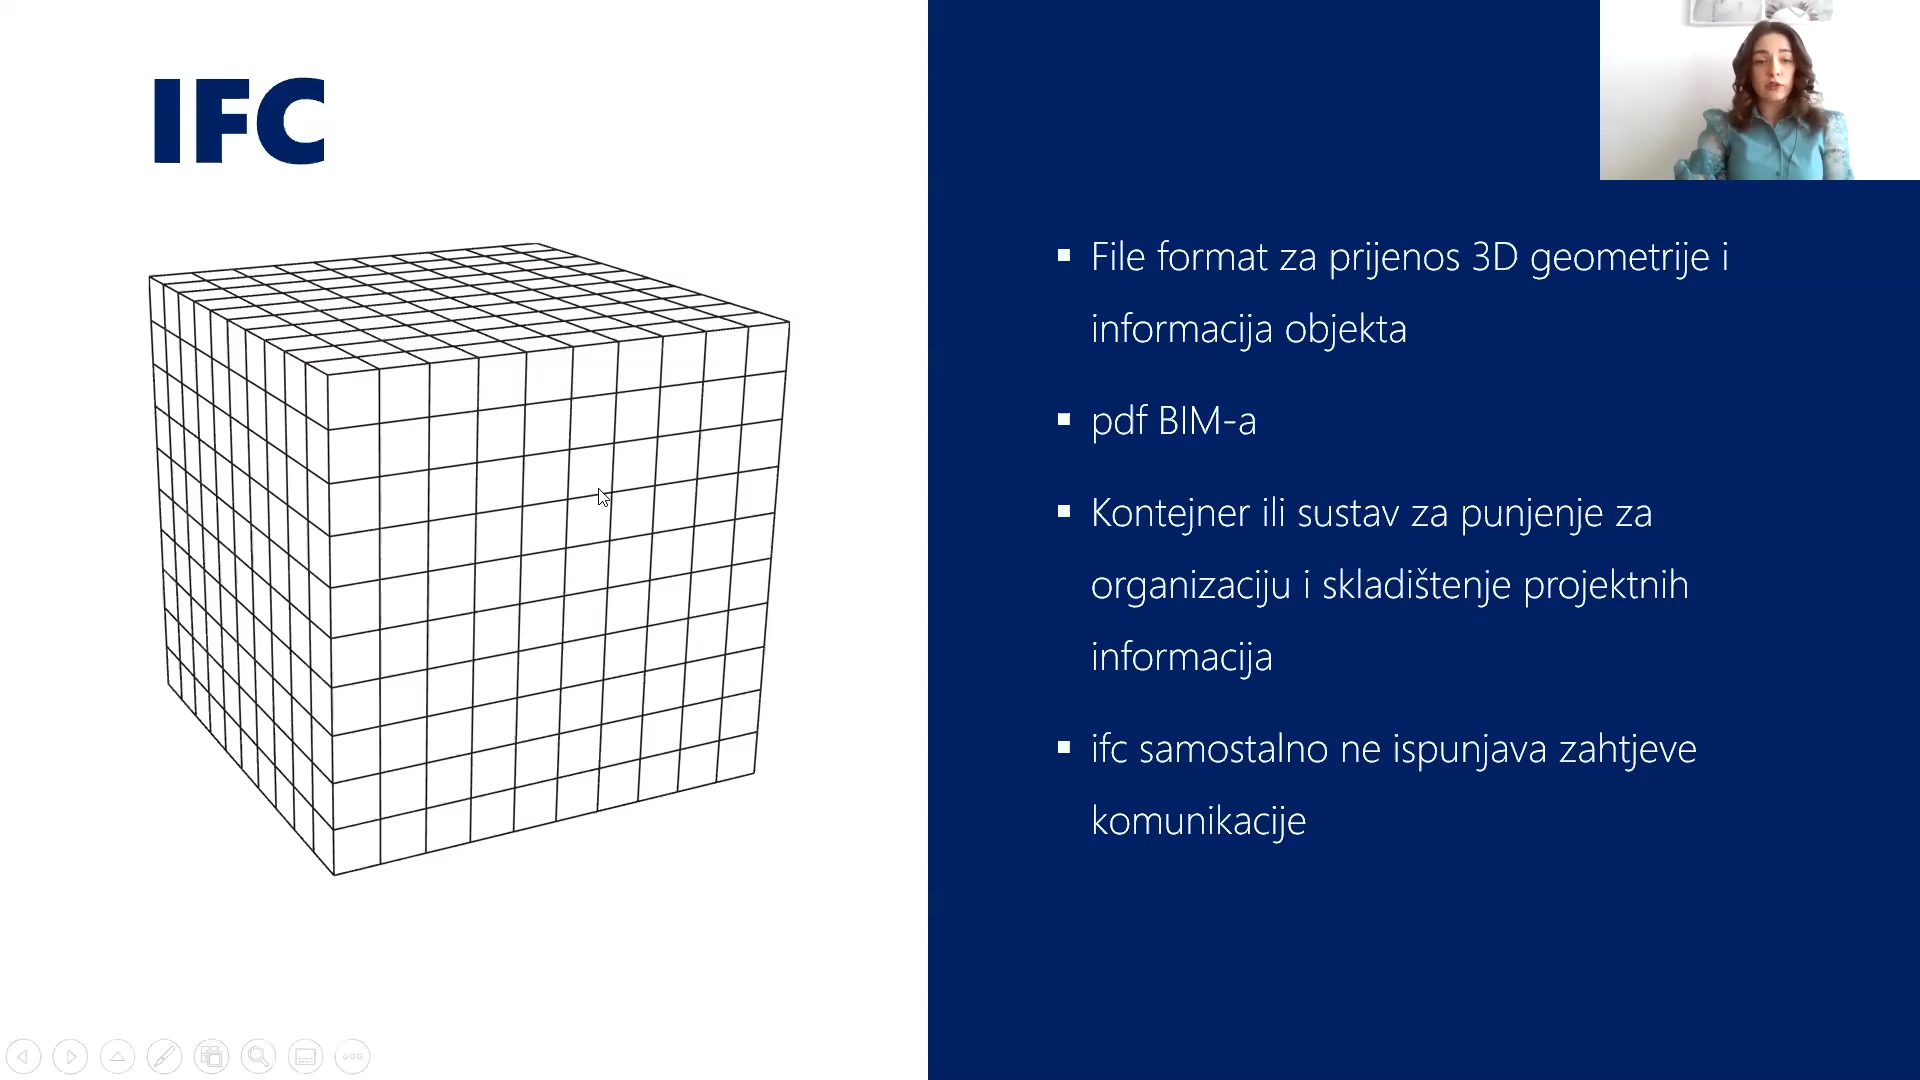 IFC
File format za prijenos 3D geometrije i
informacija objekta
pdf BIM-a
Kontejner ili sustav za punjenje za
organizaciju i skladištenje projektnih
informacija
ifc samostalno ne ispunjava zahtjeve
komunikacije